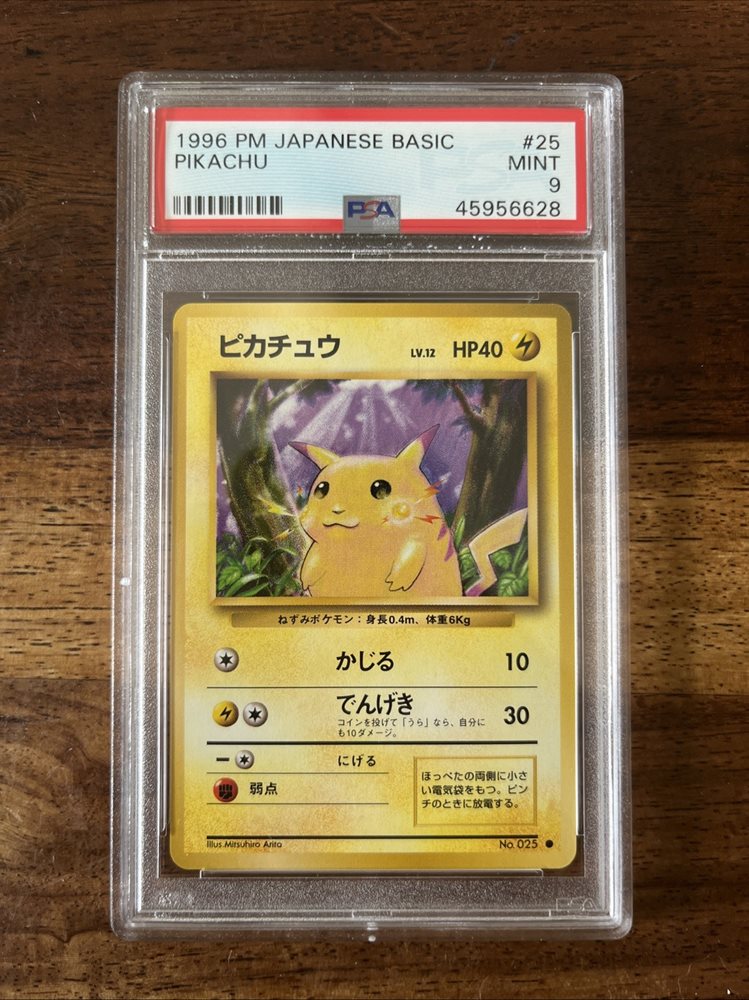 1996 PM JAPANESE BASIC #25
PIKACHU MINT
9
PSA 45956628
ピカチュウ LV.12 HP40
ねずみポケモン：身長0.4m、体重6Kg
かじる 10
でんげき 30
コインを投げて「うら」なら、自分に
も10ダメージ。
にげる
弱点
ほっぺたの両側に小さ
い電気袋をもつ。ピン
チのときに放電する。
Illus.Mitsuhiro Arita No. 025 ●
PSA